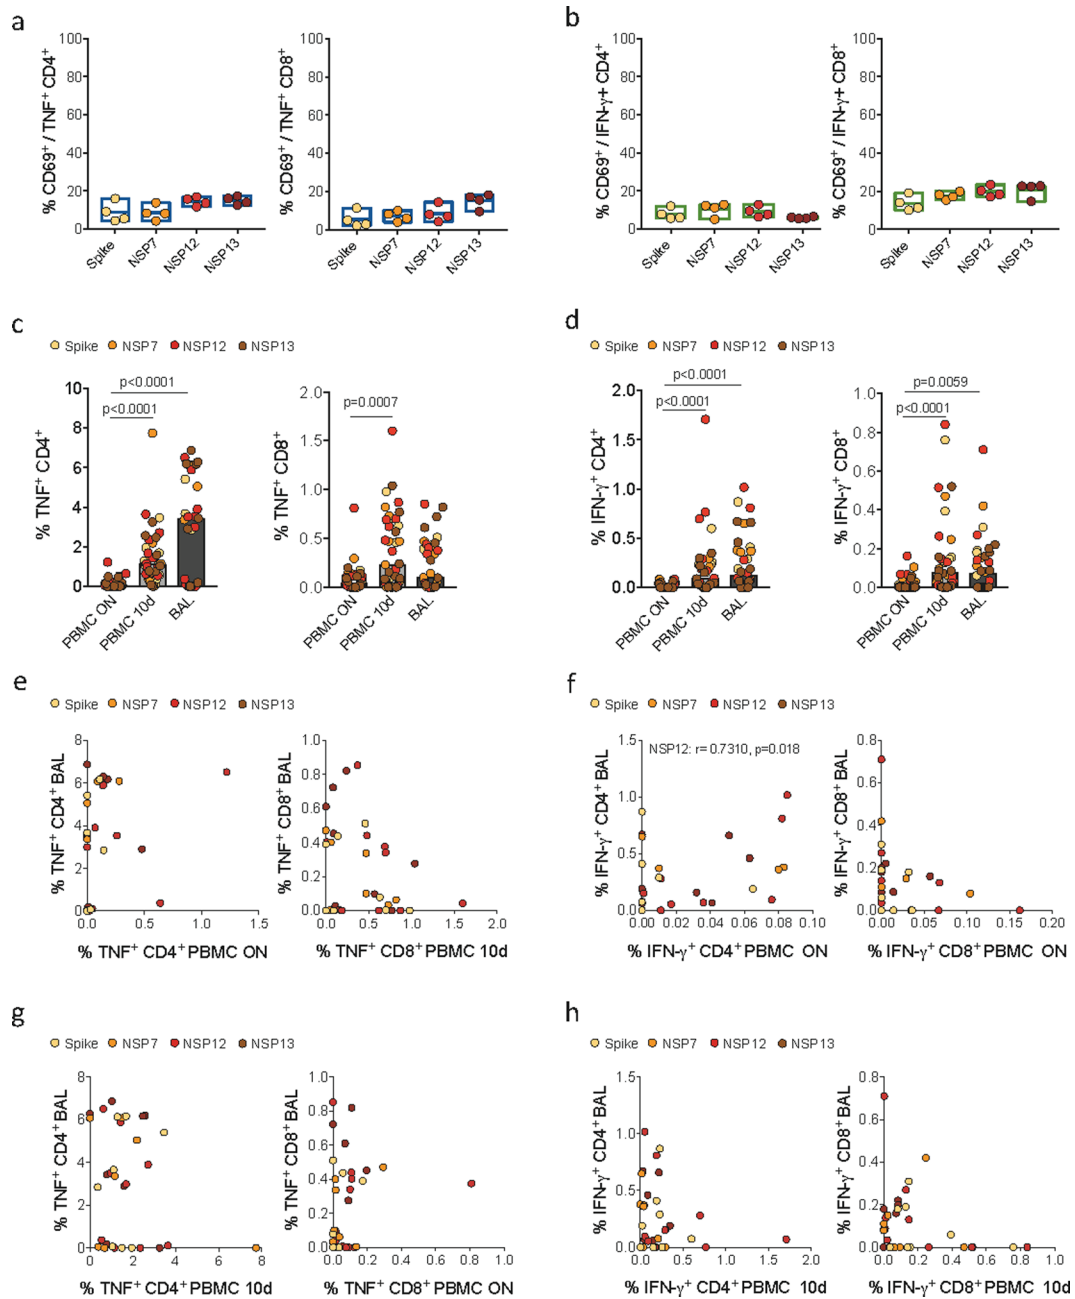 a
% CD69⁺ / TNF⁺ CD4⁺
100
80
60
40
20
0
Spike
NSP7
NSP12
NSP13
% CD69⁺ / TNF⁺ CD8⁺
100
80
60
40
20
0
Spike
NSP7
NSP12
NSP13
b
% CD69⁺ / IFN-γ+ CD4⁺
100
80
60
40
20
0
Spike
NSP7
NSP12
NSP13
% CD69⁺ / IFN-γ+ CD8⁺
100
80
60
40
20
0
Spike
NSP7
NSP12
NSP13
c
Spike NSP7 NSP12 NSP13
% TNF⁺ CD4⁺
10
8
6
4
2
0
p<0.0001
p<0.0001
PBMC ON
PBMC 10d
BAL
% TNF⁺ CD8⁺
2.0
1.5
1.0
0.5
0.0
p=0.0007
PBMC ON
PBMC 10d
BAL
d
Spike NSP7 NSP12 NSP13
% IFN-γ⁺ CD4⁺
2.0
1.5
1.0
0.5
0.0
p<0.0001
p<0.0001
PBMC ON
PBMC 10d
BAL
% IFN-γ⁺ CD8⁺
1.0
0.8
0.6
0.4
0.2
0.0
p=0.0059
p<0.0001
PBMC ON
PBMC 10d
BAL
e
Spike NSP7 NSP12 NSP13
% TNF⁺ CD4⁺ BAL
8
6
4
2
0
0.0 0.5 1.0 1.5
% TNF⁺ CD4⁺ PBMC ON
% TNF⁺ CD8⁺ BAL
1.0
0.8
0.6
0.4
0.2
0.0
0.0 0.5 1.0 1.5 2.0
% TNF⁺ CD8⁺ PBMC 10d
f
Spike NSP7 NSP12 NSP13
% IFN-γ⁺ CD4⁺ BAL
NSP12: r= 0.7310, p=0.018
1.5
1.0
0.5
0.0
0.00 0.02 0.04 0.06 0.08 0.10
% IFN-γ⁺ CD4⁺ PBMC ON
% IFN-γ⁺ CD8⁺ BAL
0.8
0.6
0.4
0.2
0.0
0.00 0.05 0.10 0.15 0.20
% IFN-γ⁺ CD8⁺ PBMC ON
g
Spike NSP7 NSP12 NSP13
% TNF⁺ CD4⁺ BAL
8
6
4
2
0
0 2 4 6 8
% TNF⁺ CD4⁺ PBMC 10d
% TNF⁺ CD8⁺ BAL
1.0
0.8
0.6
0.4
0.2
0.0
0.0 0.2 0.4 0.6 0.8 1.0
% TNF⁺ CD8⁺ PBMC ON
h
Spike NSP7 NSP12 NSP13
% IFN-γ⁺ CD4⁺ BAL
1.5
1.0
0.5
0.0
0.0 0.5 1.0 1.5 2.0
% IFN-γ⁺ CD4⁺ PBMC 10d
% IFN-γ⁺ CD8⁺ BAL
0.8
0.6
0.4
0.2
0.0
0.0 0.2 0.4 0.6 0.8 1.0
% IFN-γ⁺ CD8⁺ PBMC 10d